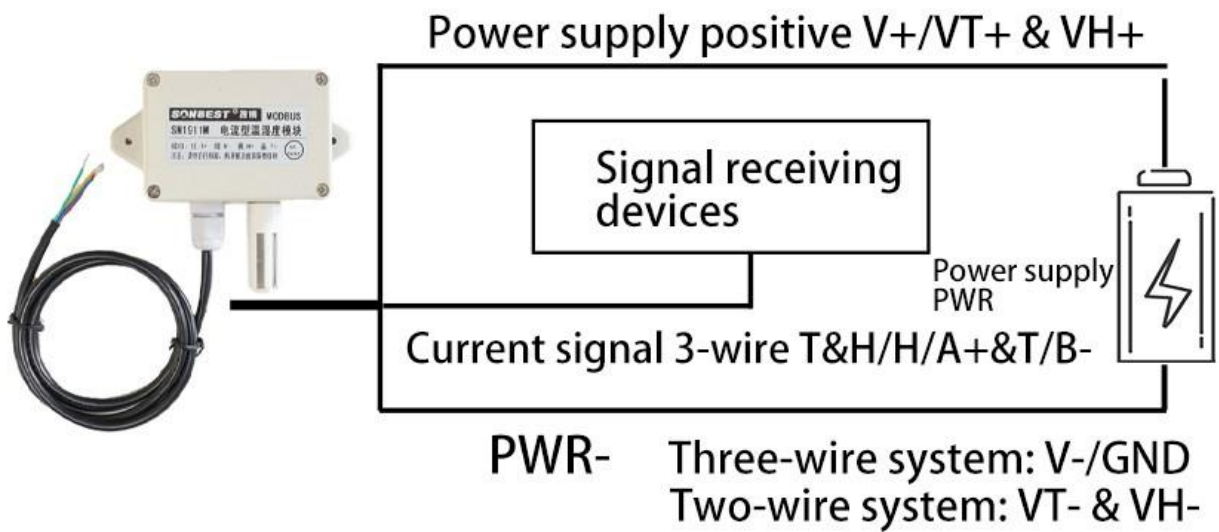 Power supply positive V+/VT+ & VH+
SONBEST® MODBUS
SM1911M 电流型温湿度模块
Signal receiving
devices
Power supply
PWR
Current signal 3-wire T&H/H/A+&T/B-
PWR-
Three-wire system: V-/GND
Two-wire system: VT- & VH-